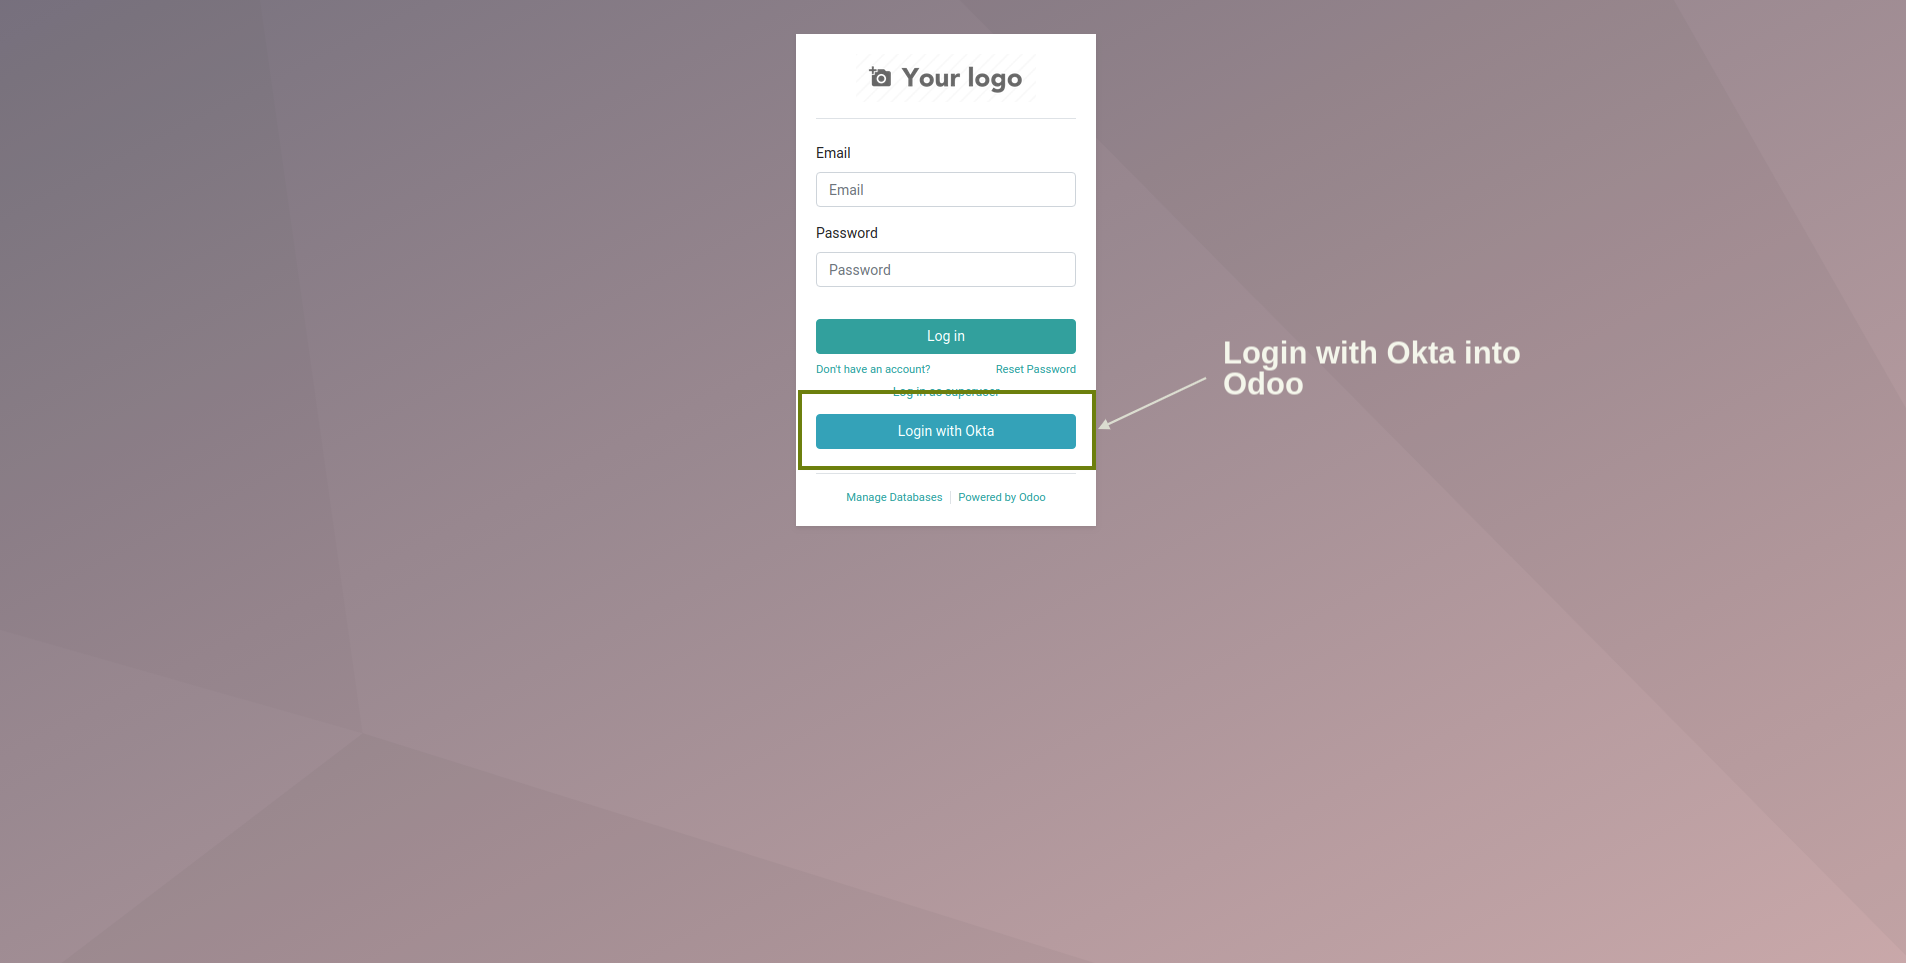 Your logo
Email
Email
Password
Password
Log in
Don't have an account? Reset Password
Log in as superuser
Login with Okta
Manage Databases Powered by Odoo
Login with Okta into
Odoo